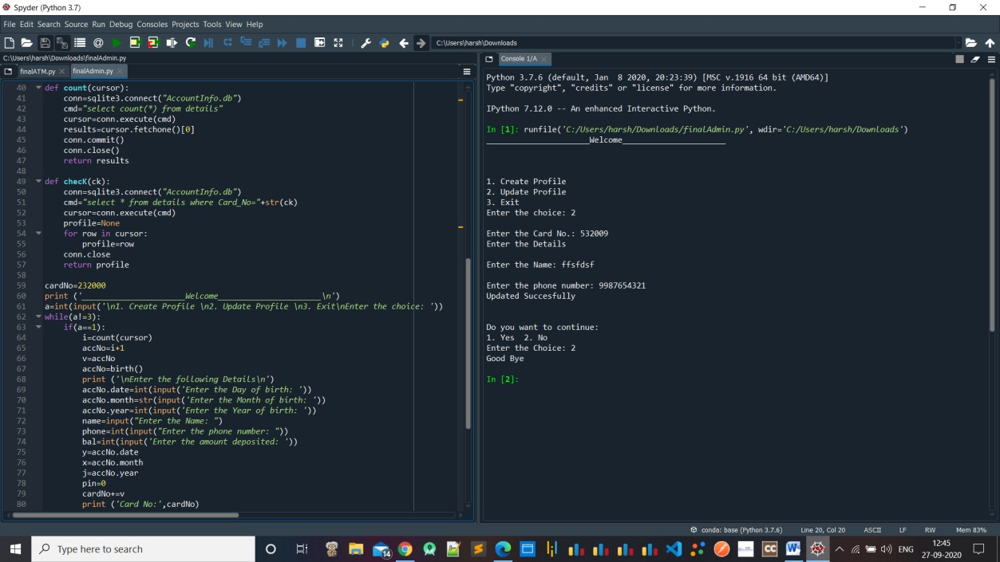 Spyder (Python 3.7)
File Edit Search Source Run Debug Consoles Projects Tools View Help
C:\Users\harsh\Downloads
C:\Users\harsh\Downloads\finalAdmin.py
finalATM.py finalAdmin.py
40 def count(cursor):
41 conn=sqlite3.connect("AccountInfo.db")
42 cmd="select count(*) from details"
43 cursor=conn.execute(cmd)
44 results=cursor.fetchone()[0]
45 conn.commit()
46 conn.close()
47 return results
48
49 def checK(ck):
50 conn=sqlite3.connect("AccountInfo.db")
51 cmd="select * from details where Card_No="+str(ck)
52 cursor=conn.execute(cmd)
53 profile=None
54 for row in cursor:
55 profile=row
56 conn.close
57 return profile
58
59 cardNo=232000
60 print ('______________________Welcome______________________\n')
61 a=int(input('\n1. Create Profile \n2. Update Profile \n3. Exit\nEnter the choice: '))
62 while(a!=3):
63 if(a==1):
64 i=count(cursor)
65 accNo=i+1
66 v=accNo
67 accNo=birth()
68 print ('\nEnter the following Details\n')
69 accNo.date=int(input('Enter the Day of birth: '))
70 accNo.month=str(input('Enter the Month of birth: '))
71 accNo.year=int(input('Enter the Year of birth: '))
72 name=input("Enter the Name: ")
73 phone=int(input("Enter the phone number: "))
74 bal=int(input('Enter the amount deposited: '))
75 y=accNo.date
76 x=accNo.month
77 j=accNo.year
78 pin=0
79 cardNo+=v
80 print ('Card No:',cardNo)
Console 1/A
Python 3.7.6 (default, Jan 8 2020, 20:23:39) [MSC v.1916 64 bit (AMD64)]
Type "copyright", "credits" or "license" for more information.
IPython 7.12.0 -- An enhanced Interactive Python.
In [1]: runfile('C:/Users/harsh/Downloads/finalAdmin.py', wdir='C:/Users/harsh/Downloads')
______________________Welcome______________________
1. Create Profile
2. Update Profile
3. Exit
Enter the choice: 2
Enter the Card No.: 532009
Enter the Details
Enter the Name: ffsfdsf
Enter the phone number: 9987654321
Updated Succesfully
Do you want to continue:
1. Yes 2. No
Enter the Choice: 2
Good Bye
In [2]:
conda: base (Python 3.7.6) Line 20, Col 20 ASCII LF RW Mem 83%
Type here to search
14
CC
W
ENG
12:45
27-09-2020